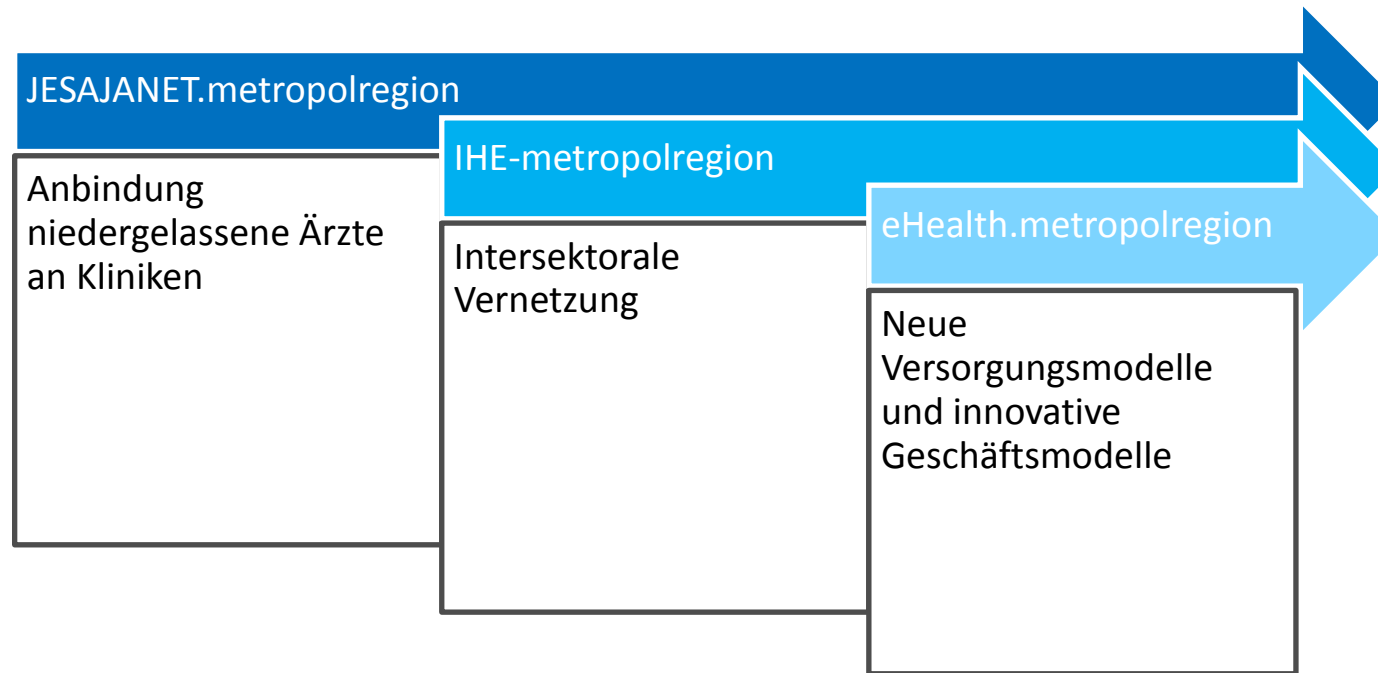 JESAJANET.metropolregion
Anbindung
niedergelassene Ärzte
an Kliniken
IHE-metropolregion
Intersektorale
Vernetzung
eHealth.metropolregion
Neue
Versorgungsmodelle
und innovative
Geschäftsmodelle